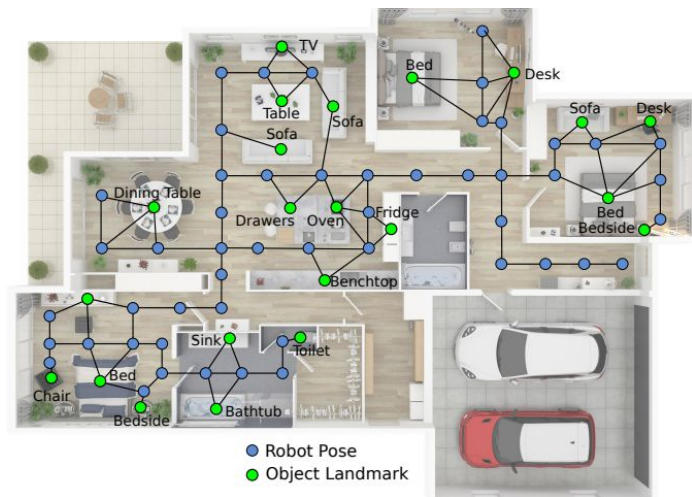 TV
Bed
Desk
Table
Sofa
Sofa
Sofa
Desk
Dining Table
Drawers
Oven
Fridge
Bed
Bedside
Benchtop
Sink
Toilet
Bed
Chair
Bedside
Bathtub
Robot Pose
Object Landmark